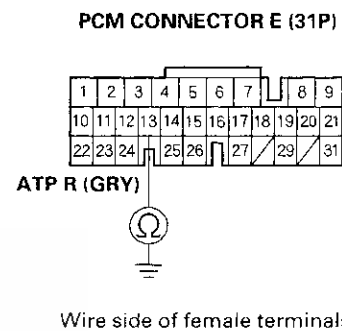 PCM CONNECTOR E (31P)
1 2 3 4 5 6 7 8 9
10 11 12 13 14 15 16 17 18 19 20 21
22 23 24 25 26 27 29 31
ATP R (GRY)
Ω
Wire side of female terminals